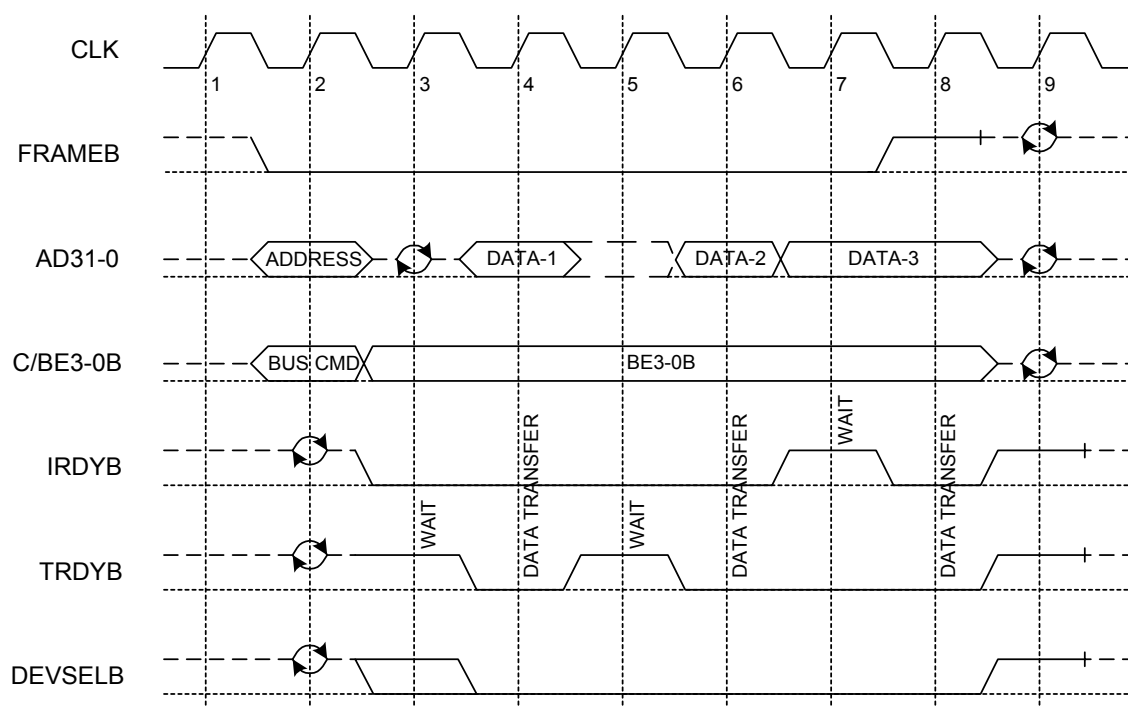 CLK
1 2 3 4 5 6 7 8 9
FRAMEB
AD31-0
ADDRESS
DATA-1
DATA-2
DATA-3
C/BE3-0B
BUS CMD
BE3-0B
IRDYB
DATA TRANSFER
DATA TRANSFER
WAIT
DATA TRANSFER
TRDYB
WAIT
WAIT
DEVSELB